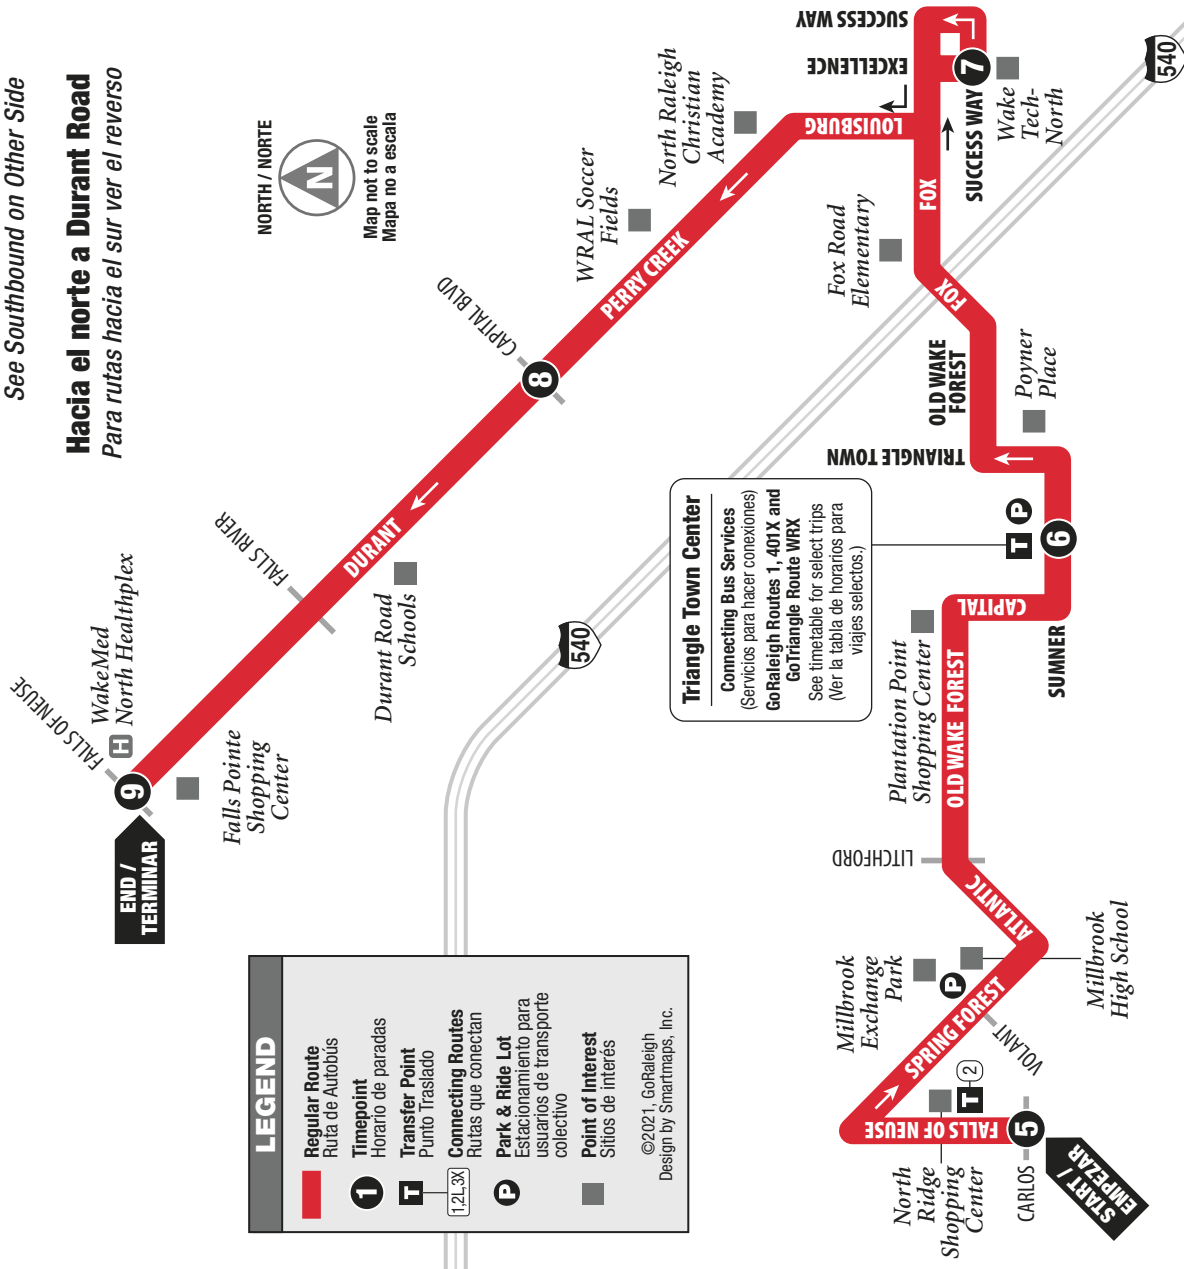 See Southbound on Other Side
Hacia el norte a Durant Road
Para rutas hacia el sur ver el reverso
NORTH / NORTE
N
Map not to scale
Mapa no a escala
SUCCESS WAY
EXCELLENCE
LOUISBURG
North Raleigh
Christian
Academy
WRAL Soccer
Fields
PERRY CREEK
CAPITAL BLVD
8
DURANT
FALLS RIVER
Durant Road
Schools
FALLS OF NEUSE
H
WakeMed
North Healthplex
9
END /
TERMINAR
Falls Pointe
Shopping
Center
540
540
7
SUCCESS WAY
Wake
Tech-
North
FOX
Fox Road
Elementary
FOX
OLD WAKE
FOREST
Poyner
Place
TRIANGLE TOWN
T
P
6
SUMNER
CAPITAL
Triangle Town Center
Connecting Bus Services
(Servicios para hacer conexiones)
GoRaleigh Routes 1, 401X and
GoTriangle Route WRX
See timetable for select trips
(Ver la tabla de horarios para
viajes selectos.)
Plantation Point
Shopping Center
OLD WAKE FOREST
LITCHFORD
ATLANTIC
Millbrook
Exchange
Park
P
Millbrook
High School
SPRING FOREST
VOLANT
T
2
FALLS OF NEUSE
North
Ridge
Shopping
Center
5
CARLOS
START /
EMPEZAR
LEGEND
Regular Route
Ruta de Autobús
1
Timepoint
Horario de paradas
T
Transfer Point
Punto Traslado
1,2L,3X
Connecting Routes
Rutas que conectan
P
Park & Ride Lot
Estacionamiento para
usuarios de transporte
colectivo
Point of Interest
Sitios de interés
©2021, GoRaleigh
Design by Smartmaps, Inc.